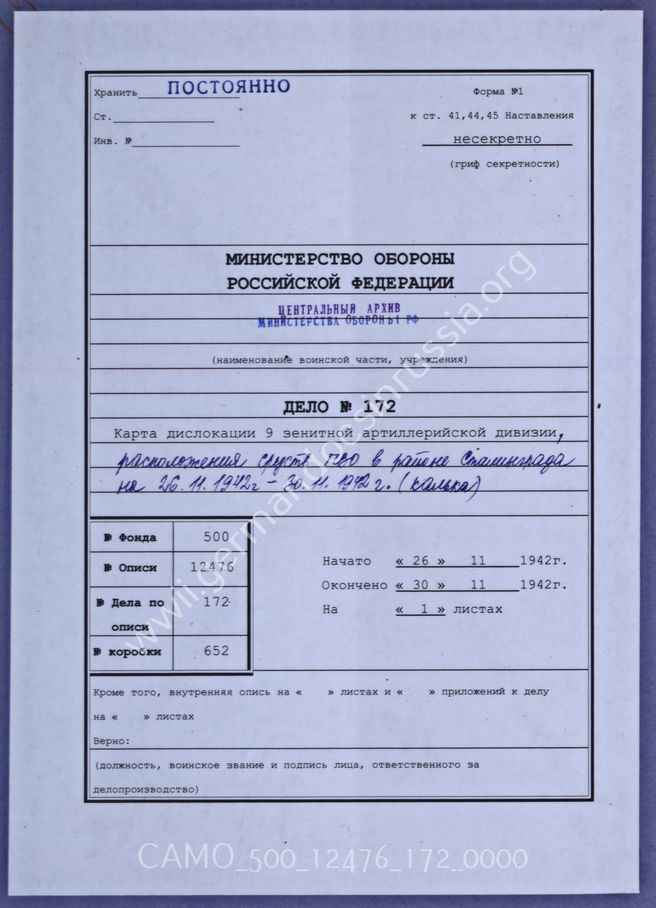 Хранить ПОСТОЯННО
Форма №1
Ст.
к ст. 41,44,45 Наставления
Инв. №
несекретно
(гриф секретности)
МИНИСТЕРСТВО ОБОРОНЫ
РОССИЙСКОЙ ФЕДЕРАЦИИ
ЦЕНТРАЛЬНЫЙ АРХИВ
МИНИСТЕРСТВА ОБОРОНЫ РФ
(наименование воинской части, учреждения)
ДЕЛО № 172
Карта дислокации 9 зенитной артиллерийской дивизии,
расположения средств ПВО в районе Сталинграда
на 26.11.1942г - 30.11.1942г. (калька)
№ Фонда 500
№ Описи 12476
№ Дела по
описи 172
№ коробки 652
Начато « 26 » 11 1942г.
Окончено « 30 » 11 1942г.
На « 1 » листах
Кроме того, внутренняя опись на « » листах и « » приложений к делу
на « » листах
Верно:
(должность, воинское звание и подпись лица, ответственного за
делопроизводство)
www.germandocsinrussia.org
CAMO_500_12476_172_0000